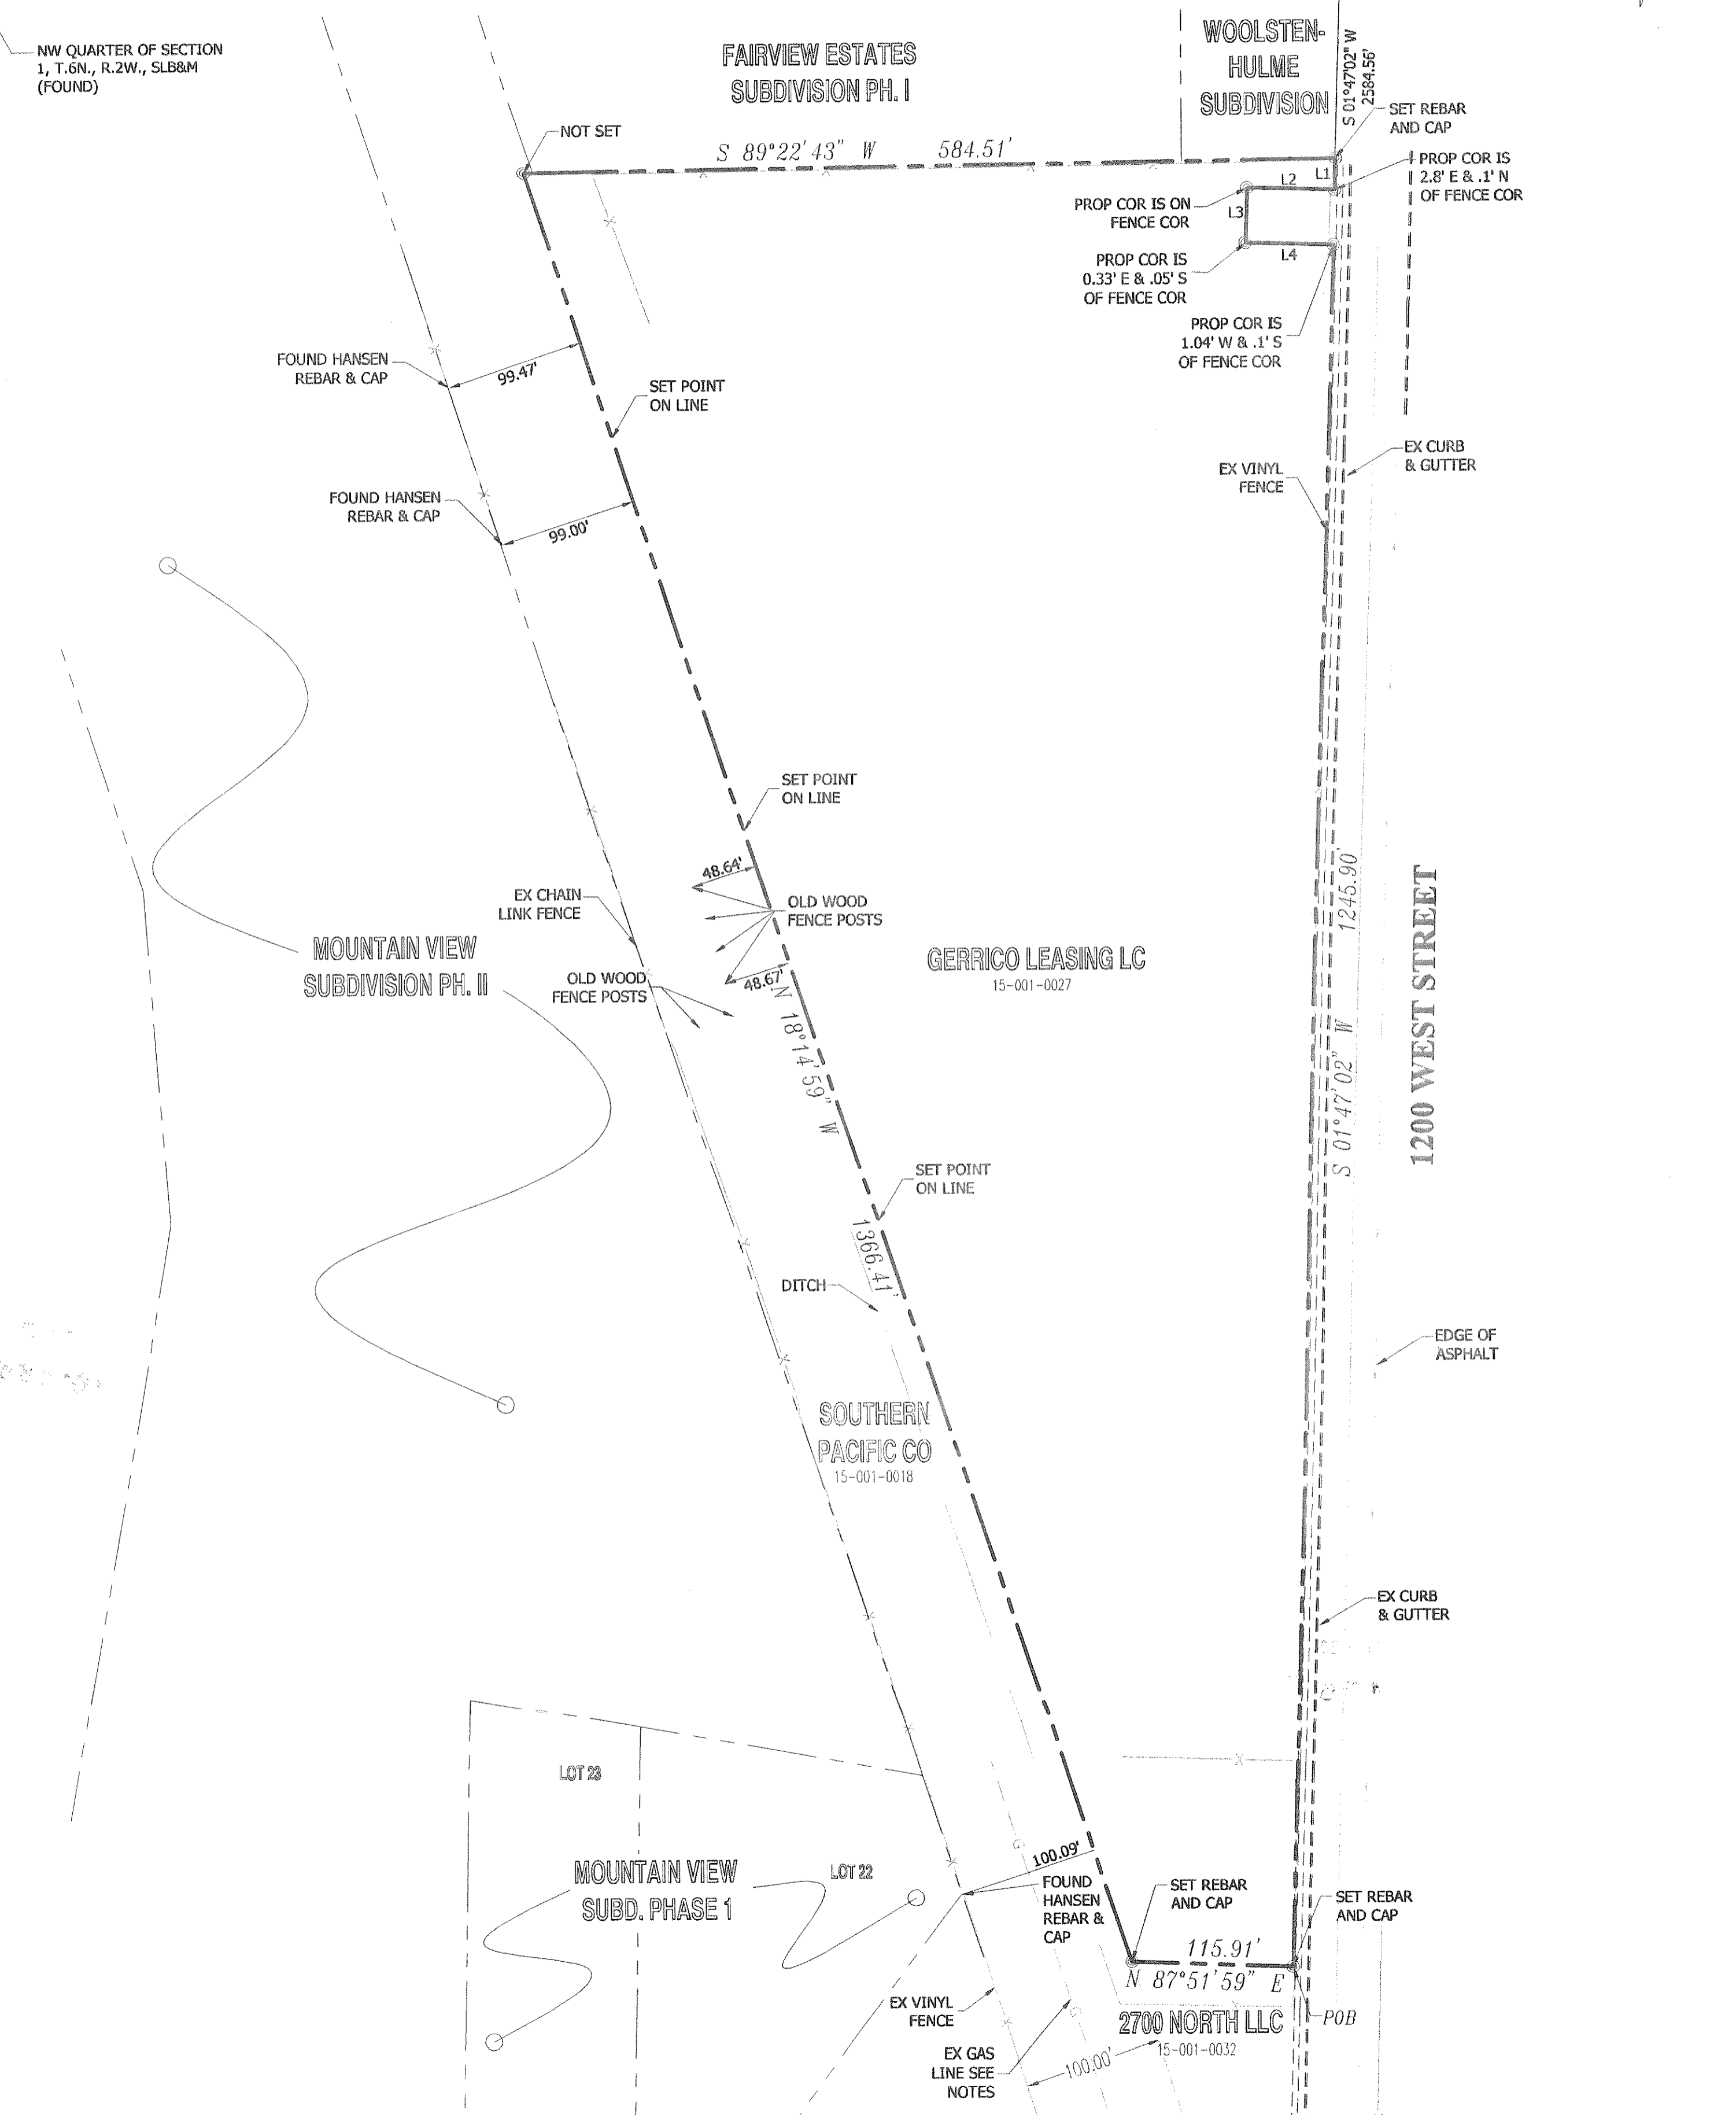 NW QUARTER OF SECTION
1, T.6N., R.2W., SLB&M
(FOUND)
FAIRVIEW ESTATES
SUBDIVISION PH. I
WOOLSTEN-
HULME
SUBDIVISION
S 01°47'02" W
2584.56'
SET REBAR
AND CAP
NOT SET
S 89°22'43" W 584.51'
L1
L2
L3
L4
PROP COR IS
2.8' E & .1' N
OF FENCE COR
PROP COR IS ON
FENCE COR
PROP COR IS
0.33' E & .05' S
OF FENCE COR
PROP COR IS
1.04' W & .1' S
OF FENCE COR
FOUND HANSEN
REBAR & CAP
99.47'
SET POINT
ON LINE
EX CURB
& GUTTER
EX VINYL
FENCE
FOUND HANSEN
REBAR & CAP
99.00'
SET POINT
ON LINE
48.64'
OLD WOOD
FENCE POSTS
EX CHAIN
LINK FENCE
MOUNTAIN VIEW
SUBDIVISION PH. II
OLD WOOD
FENCE POSTS
48.67'
GERRICO LEASING LC
15-001-0027
S 01°47'02" W 1245.90'
1200 WEST STREET
N 18°14'59" W
1366.41'
SET POINT
ON LINE
DITCH
EDGE OF
ASPHALT
SOUTHERN
PACIFIC CO
15-001-0018
EX CURB
& GUTTER
X
LOT 23
MOUNTAIN VIEW
SUBD. PHASE 1
LOT 22
G
100.09'
FOUND
HANSEN
REBAR &
CAP
SET REBAR
AND CAP
SET REBAR
AND CAP
115.91'
N 87°51'59" E
EX VINYL
FENCE
G
2700 NORTH LLC
15-001-0032
POB
EX GAS
LINE SEE
NOTES
100.00'